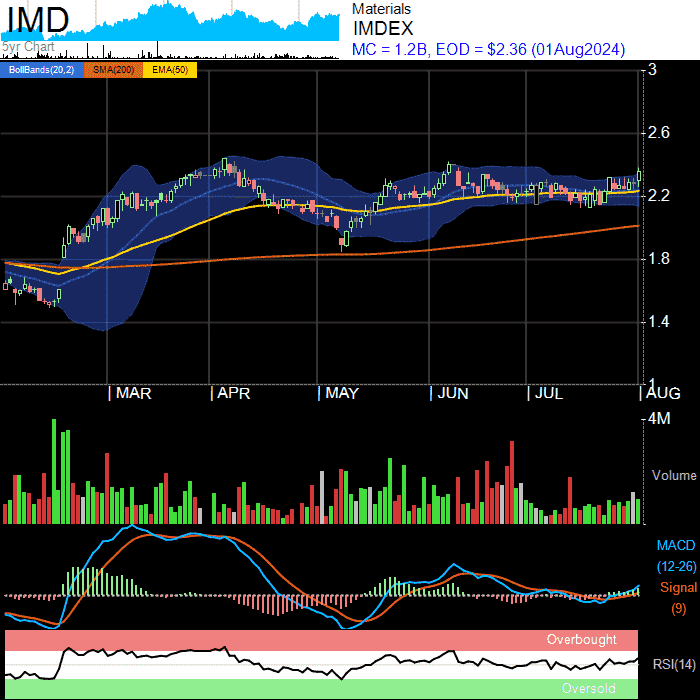 IMD
Materials
IMDEX
MC = 1.2B, EOD = $2.36 (01Aug2024)
5yr Chart
BollBands(20,2) SMA(200) EMA(50)
3
2.6
2.2
1.8
1.4
1
MAR APR MAY JUN JUL AUG
4M
Volume
MACD
(12-26)
Signal
(9)
Overbought
RSI(14)
Oversold